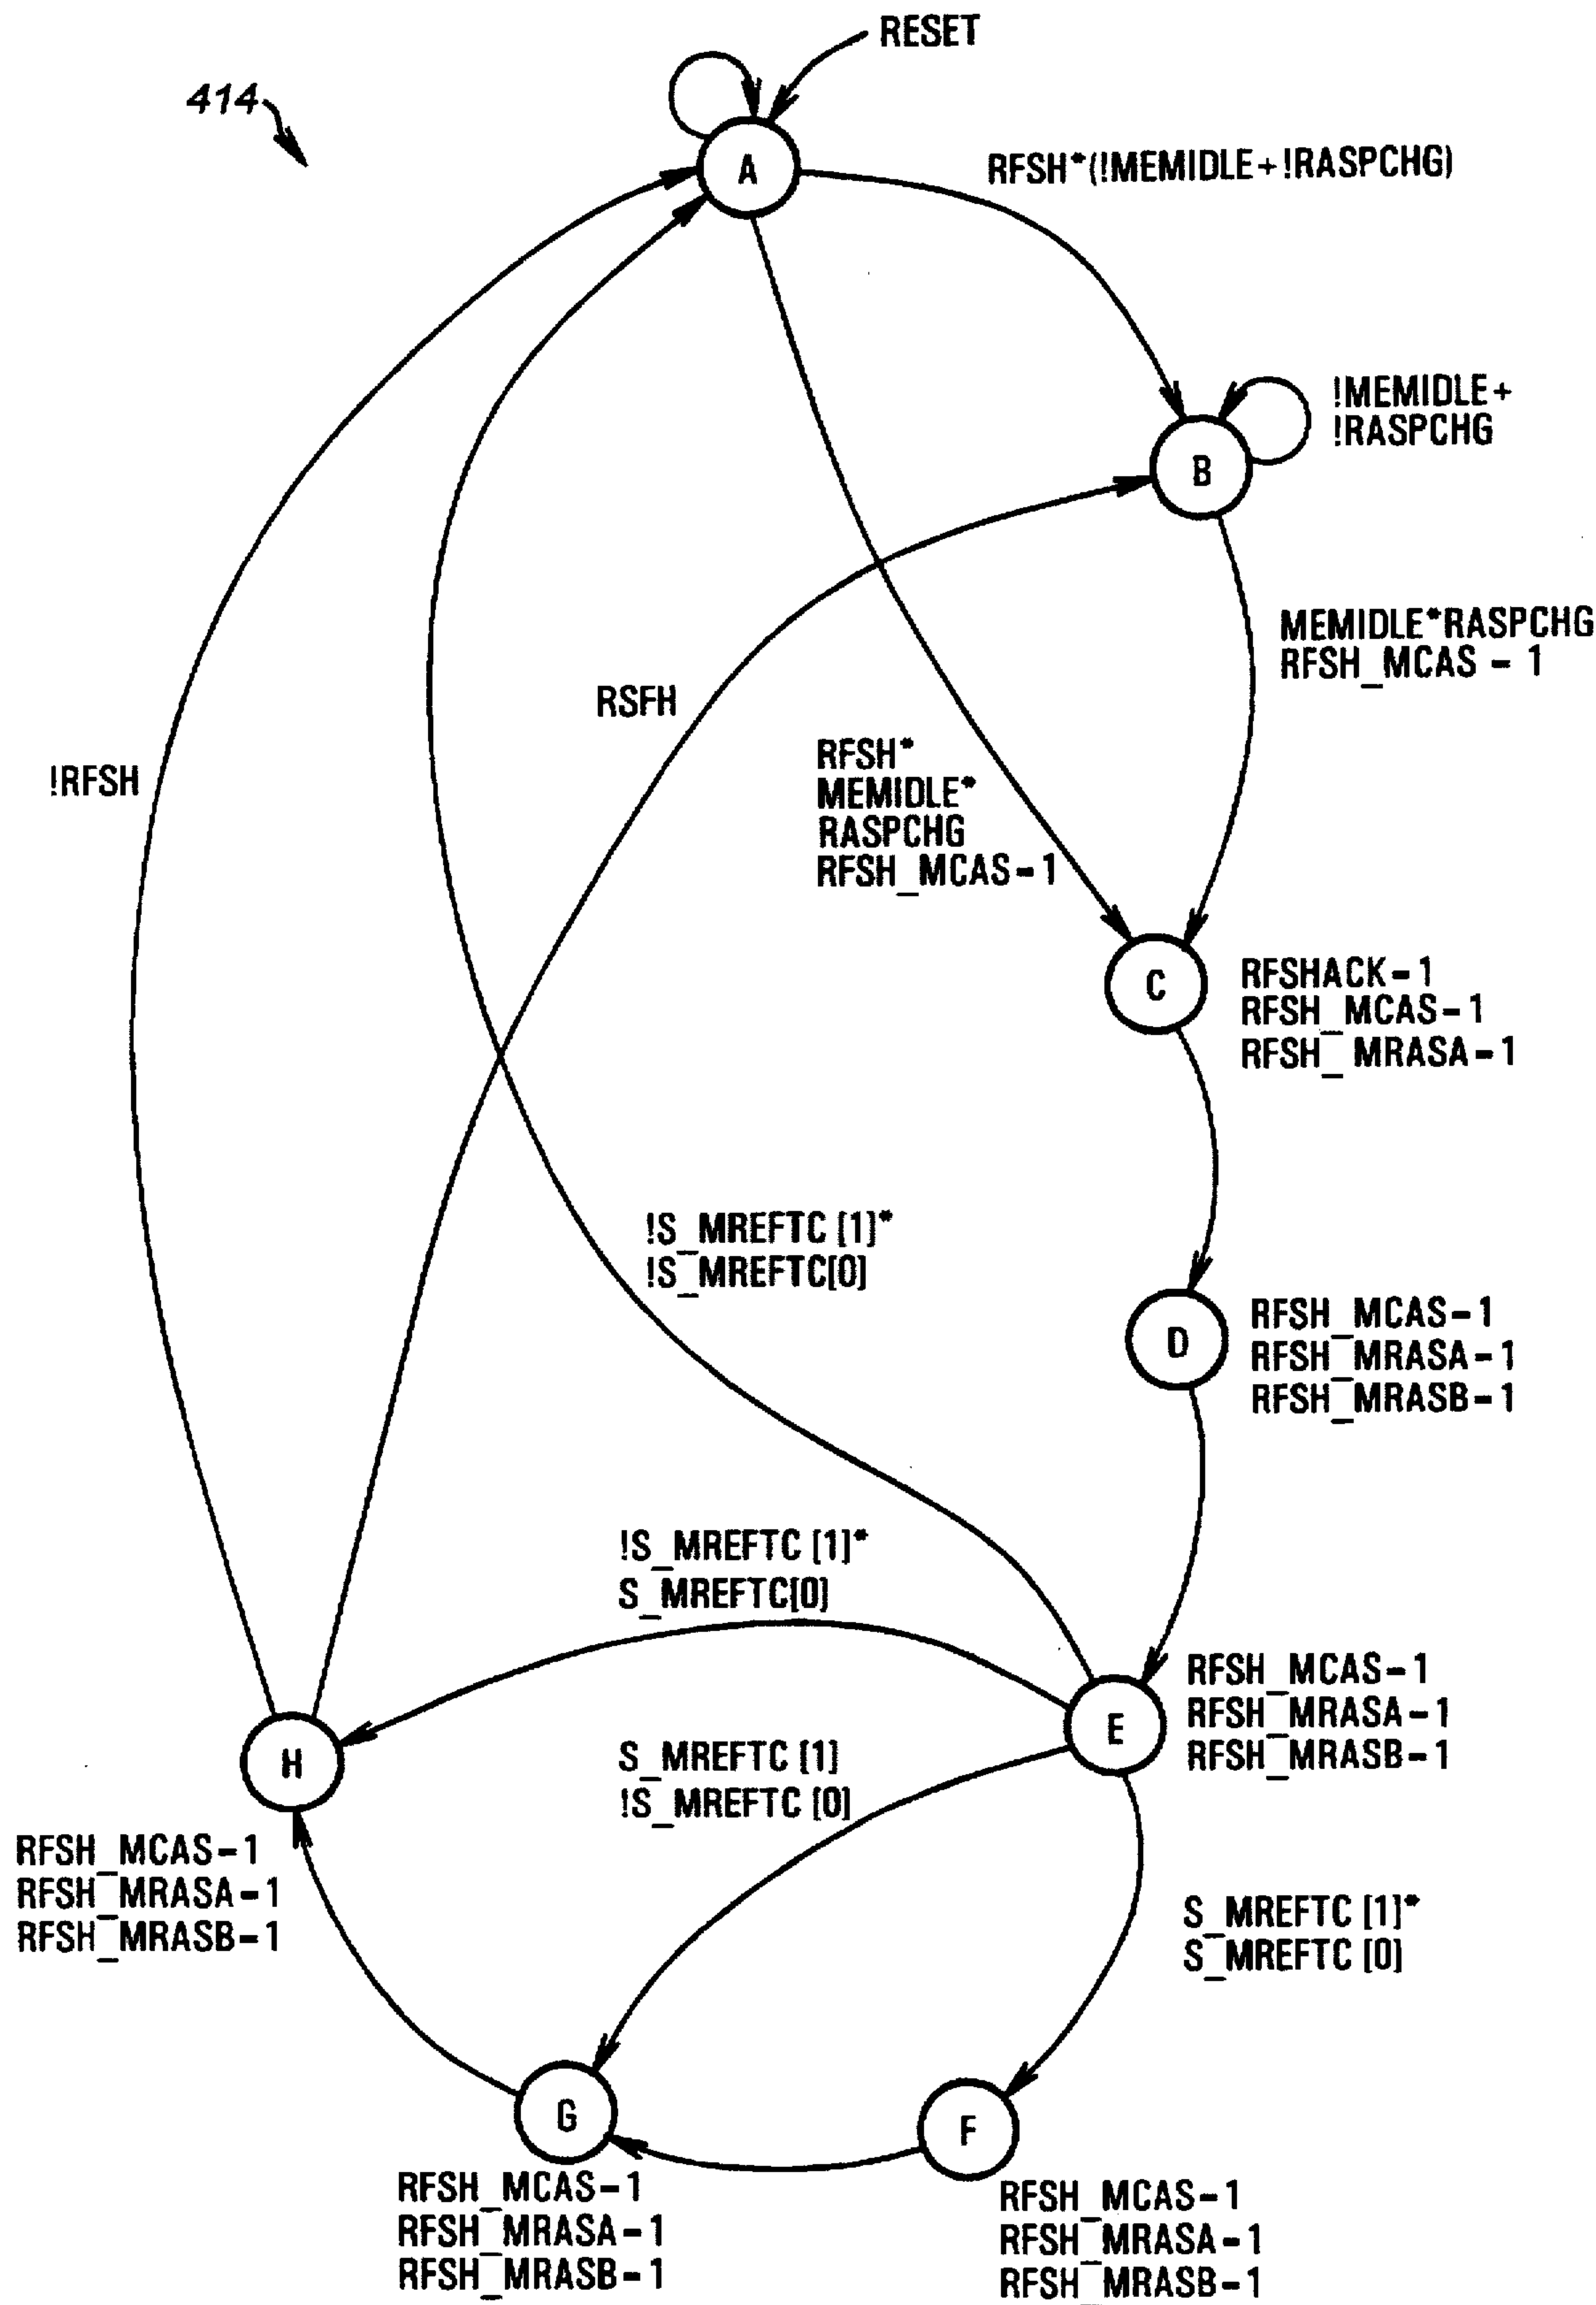 RESET
414
A
RFSH*(!MEMIDLE+!RASPCHG)
!MEMIDLE+
!RASPCHG
B
MEMIDLE*RASPCHG
RFSH_MCAS-1
RSFH
RFSH*
MEMIDLE*
RASPCHG
RFSH_MCAS-1
!RFSH
C
RFSHACK-1
RFSH_MCAS-1
RFSH_MRASA-1
!S_MREFTC [1]*
!S_MREFTC[0]
D
RFSH_MCAS-1
RFSH_MRASA-1
RFSH_MRASB-1
!S_MREFTC [1]*
S_MREFTC[0]
E
RFSH_MCAS-1
RFSH_MRASA-1
RFSH_MRASB-1
H
S_MREFTC [1]
!S_MREFTC [0]
RFSH_MCAS-1
RFSH_MRASA-1
RFSH_MRASB-1
S_MREFTC [1]*
S_MREFTC [0]
G
F
RFSH_MCAS-1
RFSH_MRASA-1
RFSH_MRASB-1
RFSH_MCAS-1
RFSH_MRASA-1
RFSH_MRASB-1